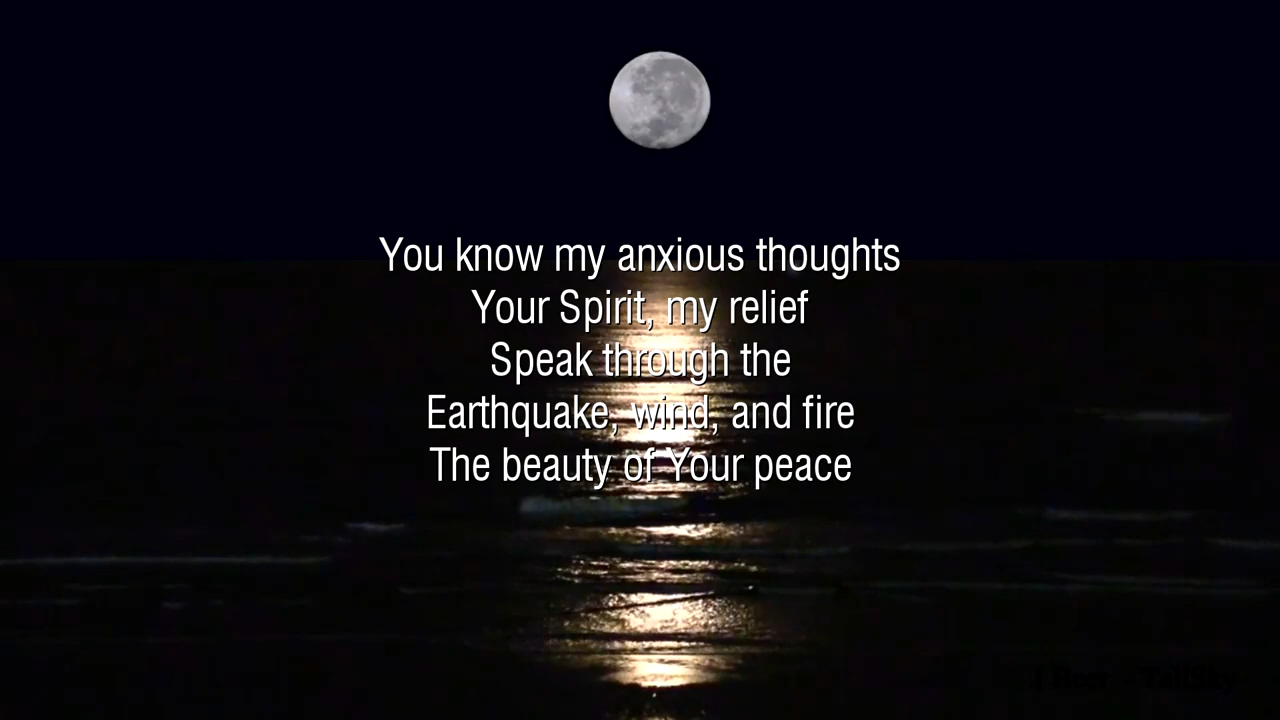 You know my anxious thoughts
Your Spirit, my relief
Speak through the
Earthquake, wind, and fire
The beauty of Your peace